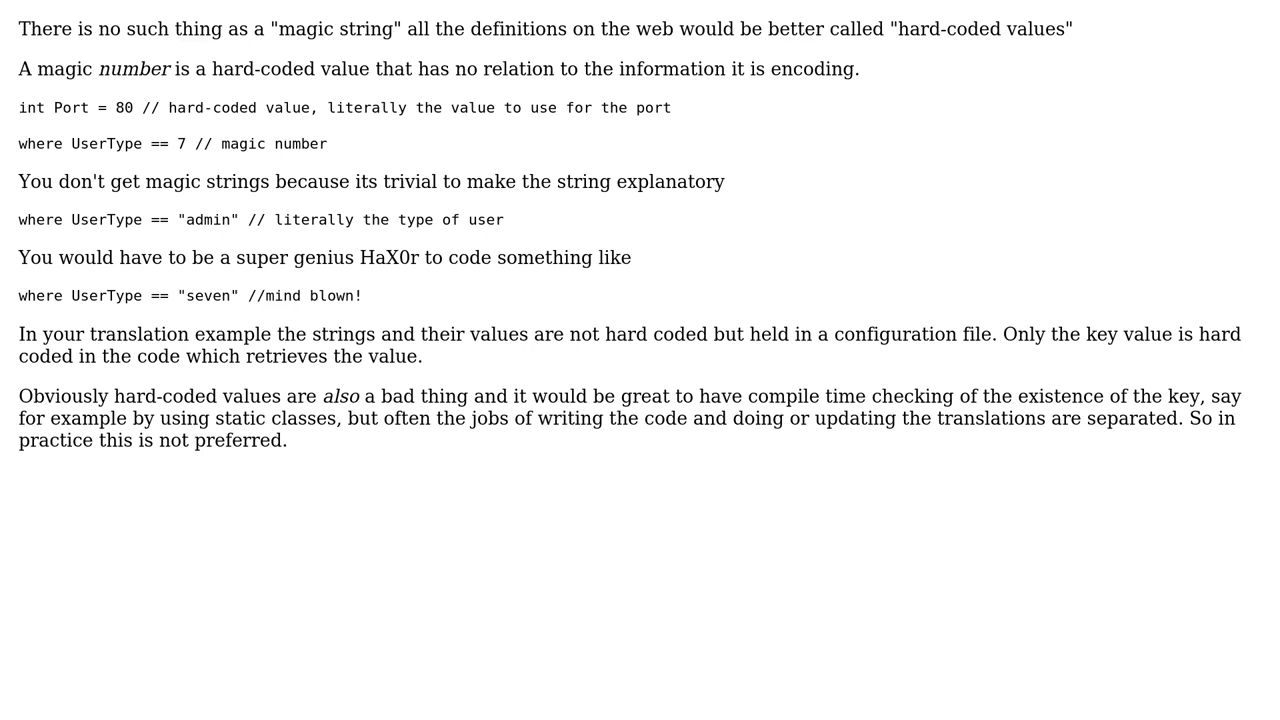 There is no such thing as a "magic string" all the definitions on the web would be better called "hard-coded values"
A magic number is a hard-coded value that has no relation to the information it is encoding.
int Port = 80 // hard-coded value, literally the value to use for the port
where UserType == 7 // magic number
You don't get magic strings because its trivial to make the string explanatory
where UserType == "admin" // literally the type of user
You would have to be a super genius HaX0r to code something like
where UserType == "seven" //mind blown!
In your translation example the strings and their values are not hard coded but held in a configuration file. Only the key value is hard
coded in the code which retrieves the value.
Obviously hard-coded values are also a bad thing and it would be great to have compile time checking of the existence of the key, say
for example by using static classes, but often the jobs of writing the code and doing or updating the translations are separated. So in
practice this is not preferred.